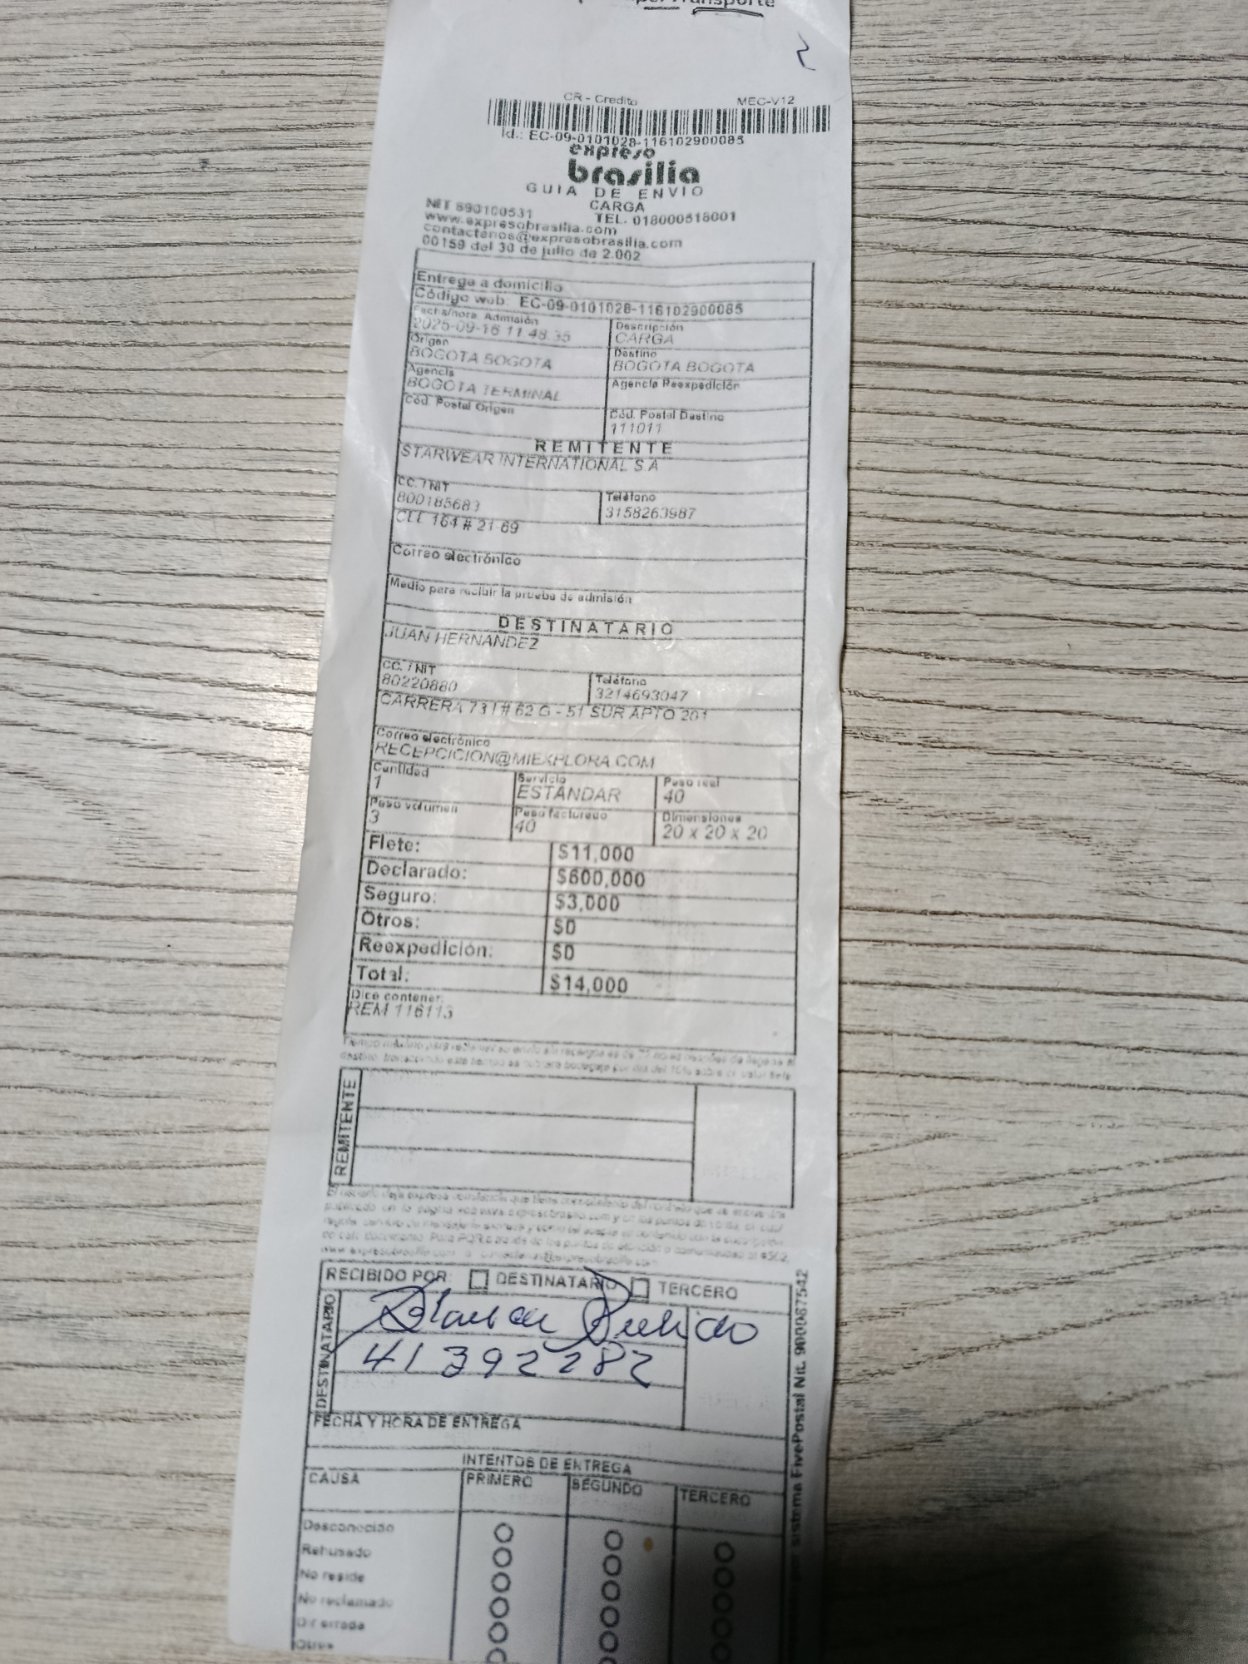 Transporte
2
CR - Credito MEC-V12
Id.: EC-09-0101028-116102900085
expreso
brasilia
GUIA DE ENVIO
CARGA
NIT 890100531 TEL. 018000518001
www.expresobrasilia.com
contactenos@expresobrasilia.com
00159 del 30 de julio de 2.002
Entrega a domicilio
Código web: EC-09-0101028-116102900085
Fecha/hora Admisión Descripción
2025-09-16 11:48:35 CARGA
Origen Destino
BOGOTA BOGOTA BOGOTA BOGOTA
Agencia Agencia Reexpedición
BOGOTA TERMINAL
Cód. Postal Origen Cód. Postal Destino
111011
REMITENTE
STARWEAR INTERNATIONAL S A
CC. / NIT Teléfono
800185683 3158263987
CLL 164 # 21 69
Correo electrónico
Medio para recibir la prueba de admisión
DESTINATARIO
JUAN HERNANDEZ
CC. / NIT Teléfono
80220880 3214693047
CARRERA 73 I # 62 G - 51 SUR APTO 201
Correo electrónico
RECEPCICION@MIEXPLORA.COM
Cantidad Servicio Peso real
1 ESTÁNDAR 40
Peso volumen Peso facturado Dimensiones
3 40 20 x 20 x 20
Flete: $11,000
Declarado: $600,000
Seguro: $3,000
Otros: $0
Reexpedición: $0
Total: $14,000
Dice contener:
REM 116113
REMITENTE
RECIBIDO POR: DESTINATARIO TERCERO
DESTINATARIO
41392282
FECHA Y HORA DE ENTREGA
INTENTOS DE ENTREGA
CAUSA PRIMERO SEGUNDO TERCERO
Desconocido
Rehusado
No reside
No reclamado
Dir errada
Otros
sistema FivePostal Nit. 900087542